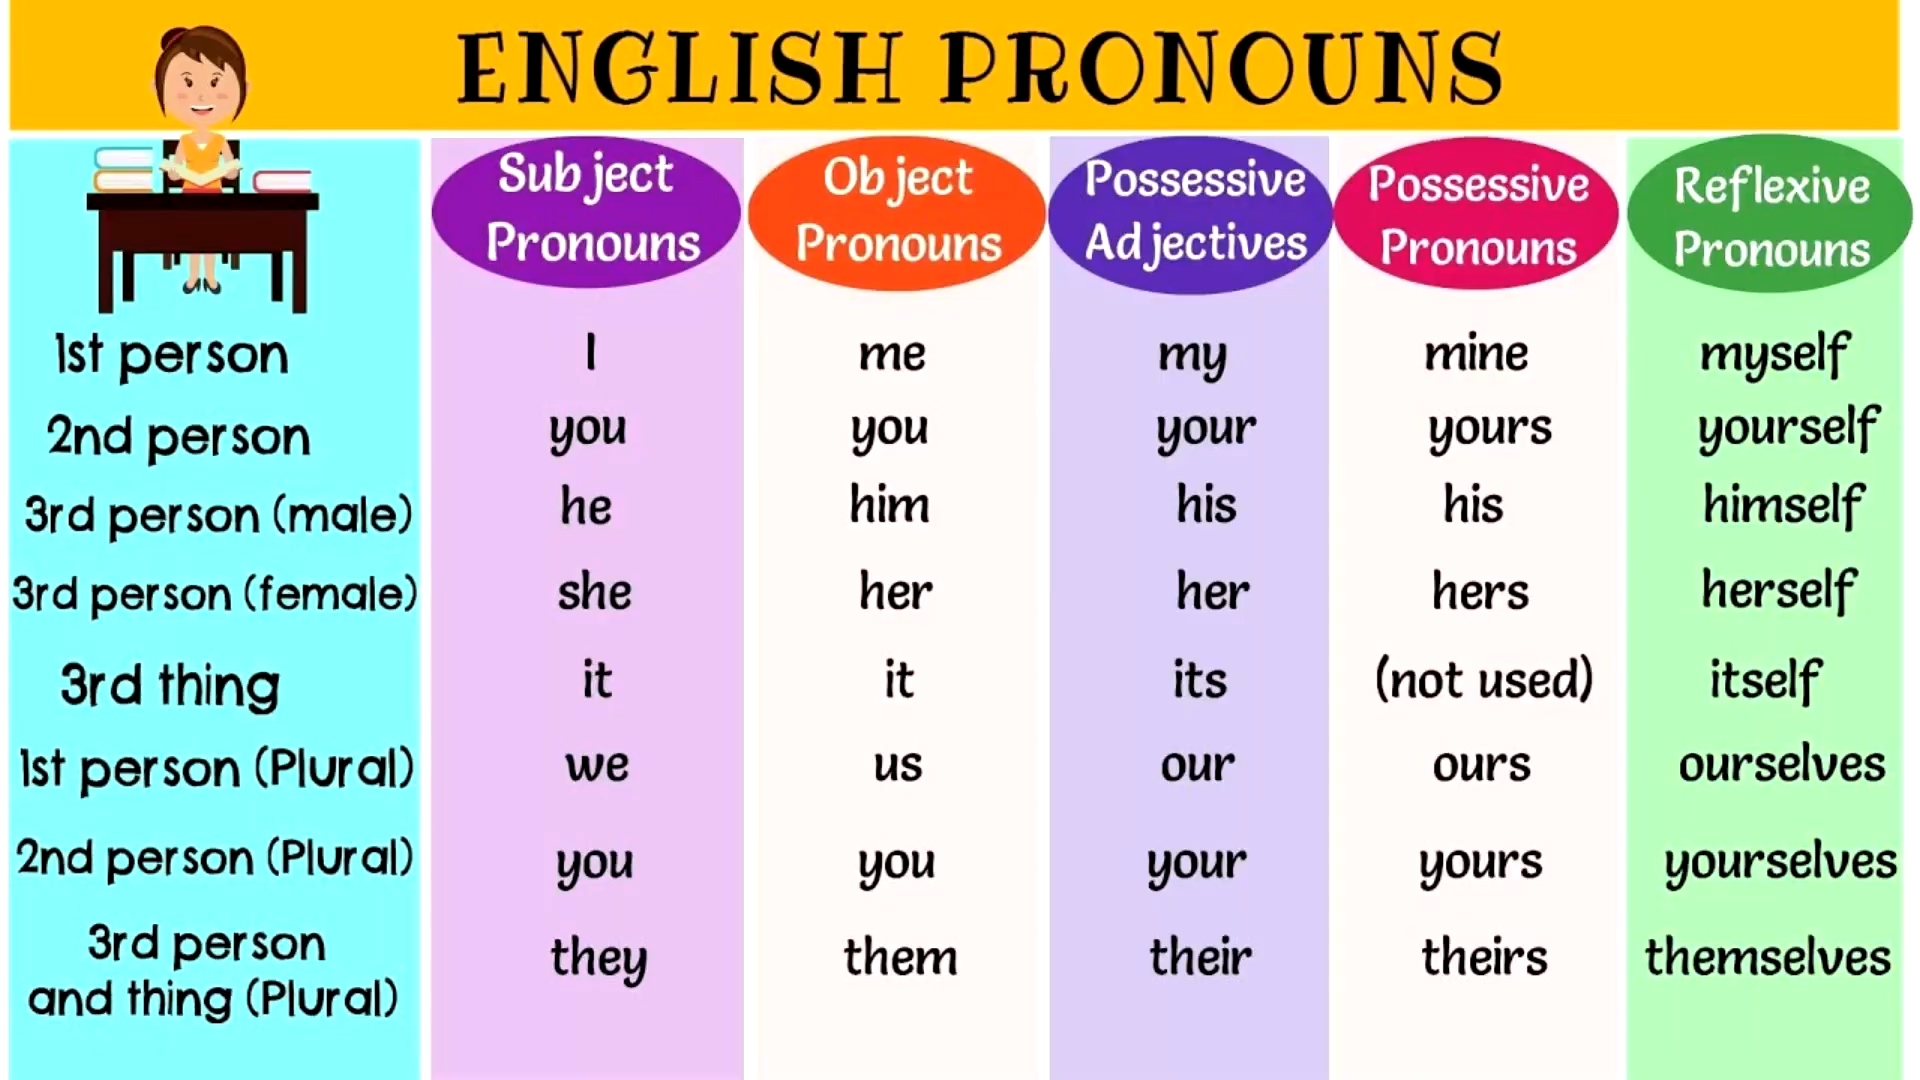 ENGLISH PRONOUNS
Subject Pronouns
Object Pronouns
Possessive Adjectives
Possessive Pronouns
Reflexive Pronouns
1st person I me my mine myself
2nd person you you your yours yourself
3rd person (male) he him his his himself
3rd person (female) she her her hers herself
3rd thing it it its (not used) itself
1st person (Plural) we us our ours ourselves
2nd person (Plural) you you your yours yourselves
3rd person
and thing (Plural) they them their theirs themselves